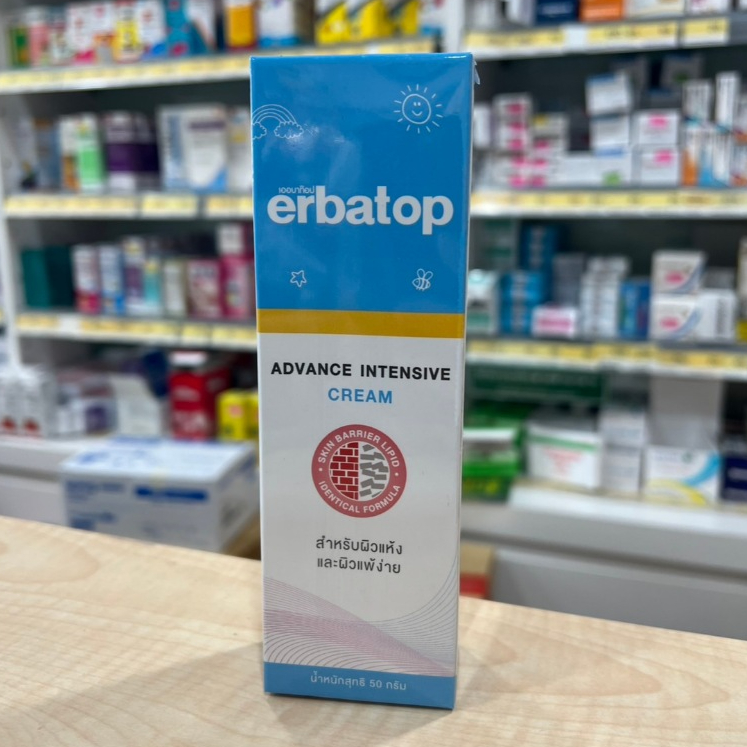 เออบาท๊อป
erbatop
ADVANCE INTENSIVE
CREAM
SKIN BARRIER LIPID
IDENTICAL FORMULA
สำหรับผิวแห้ง
และผิวแพ้ง่าย
น้ำหนักสุทธิ 50 กรัม